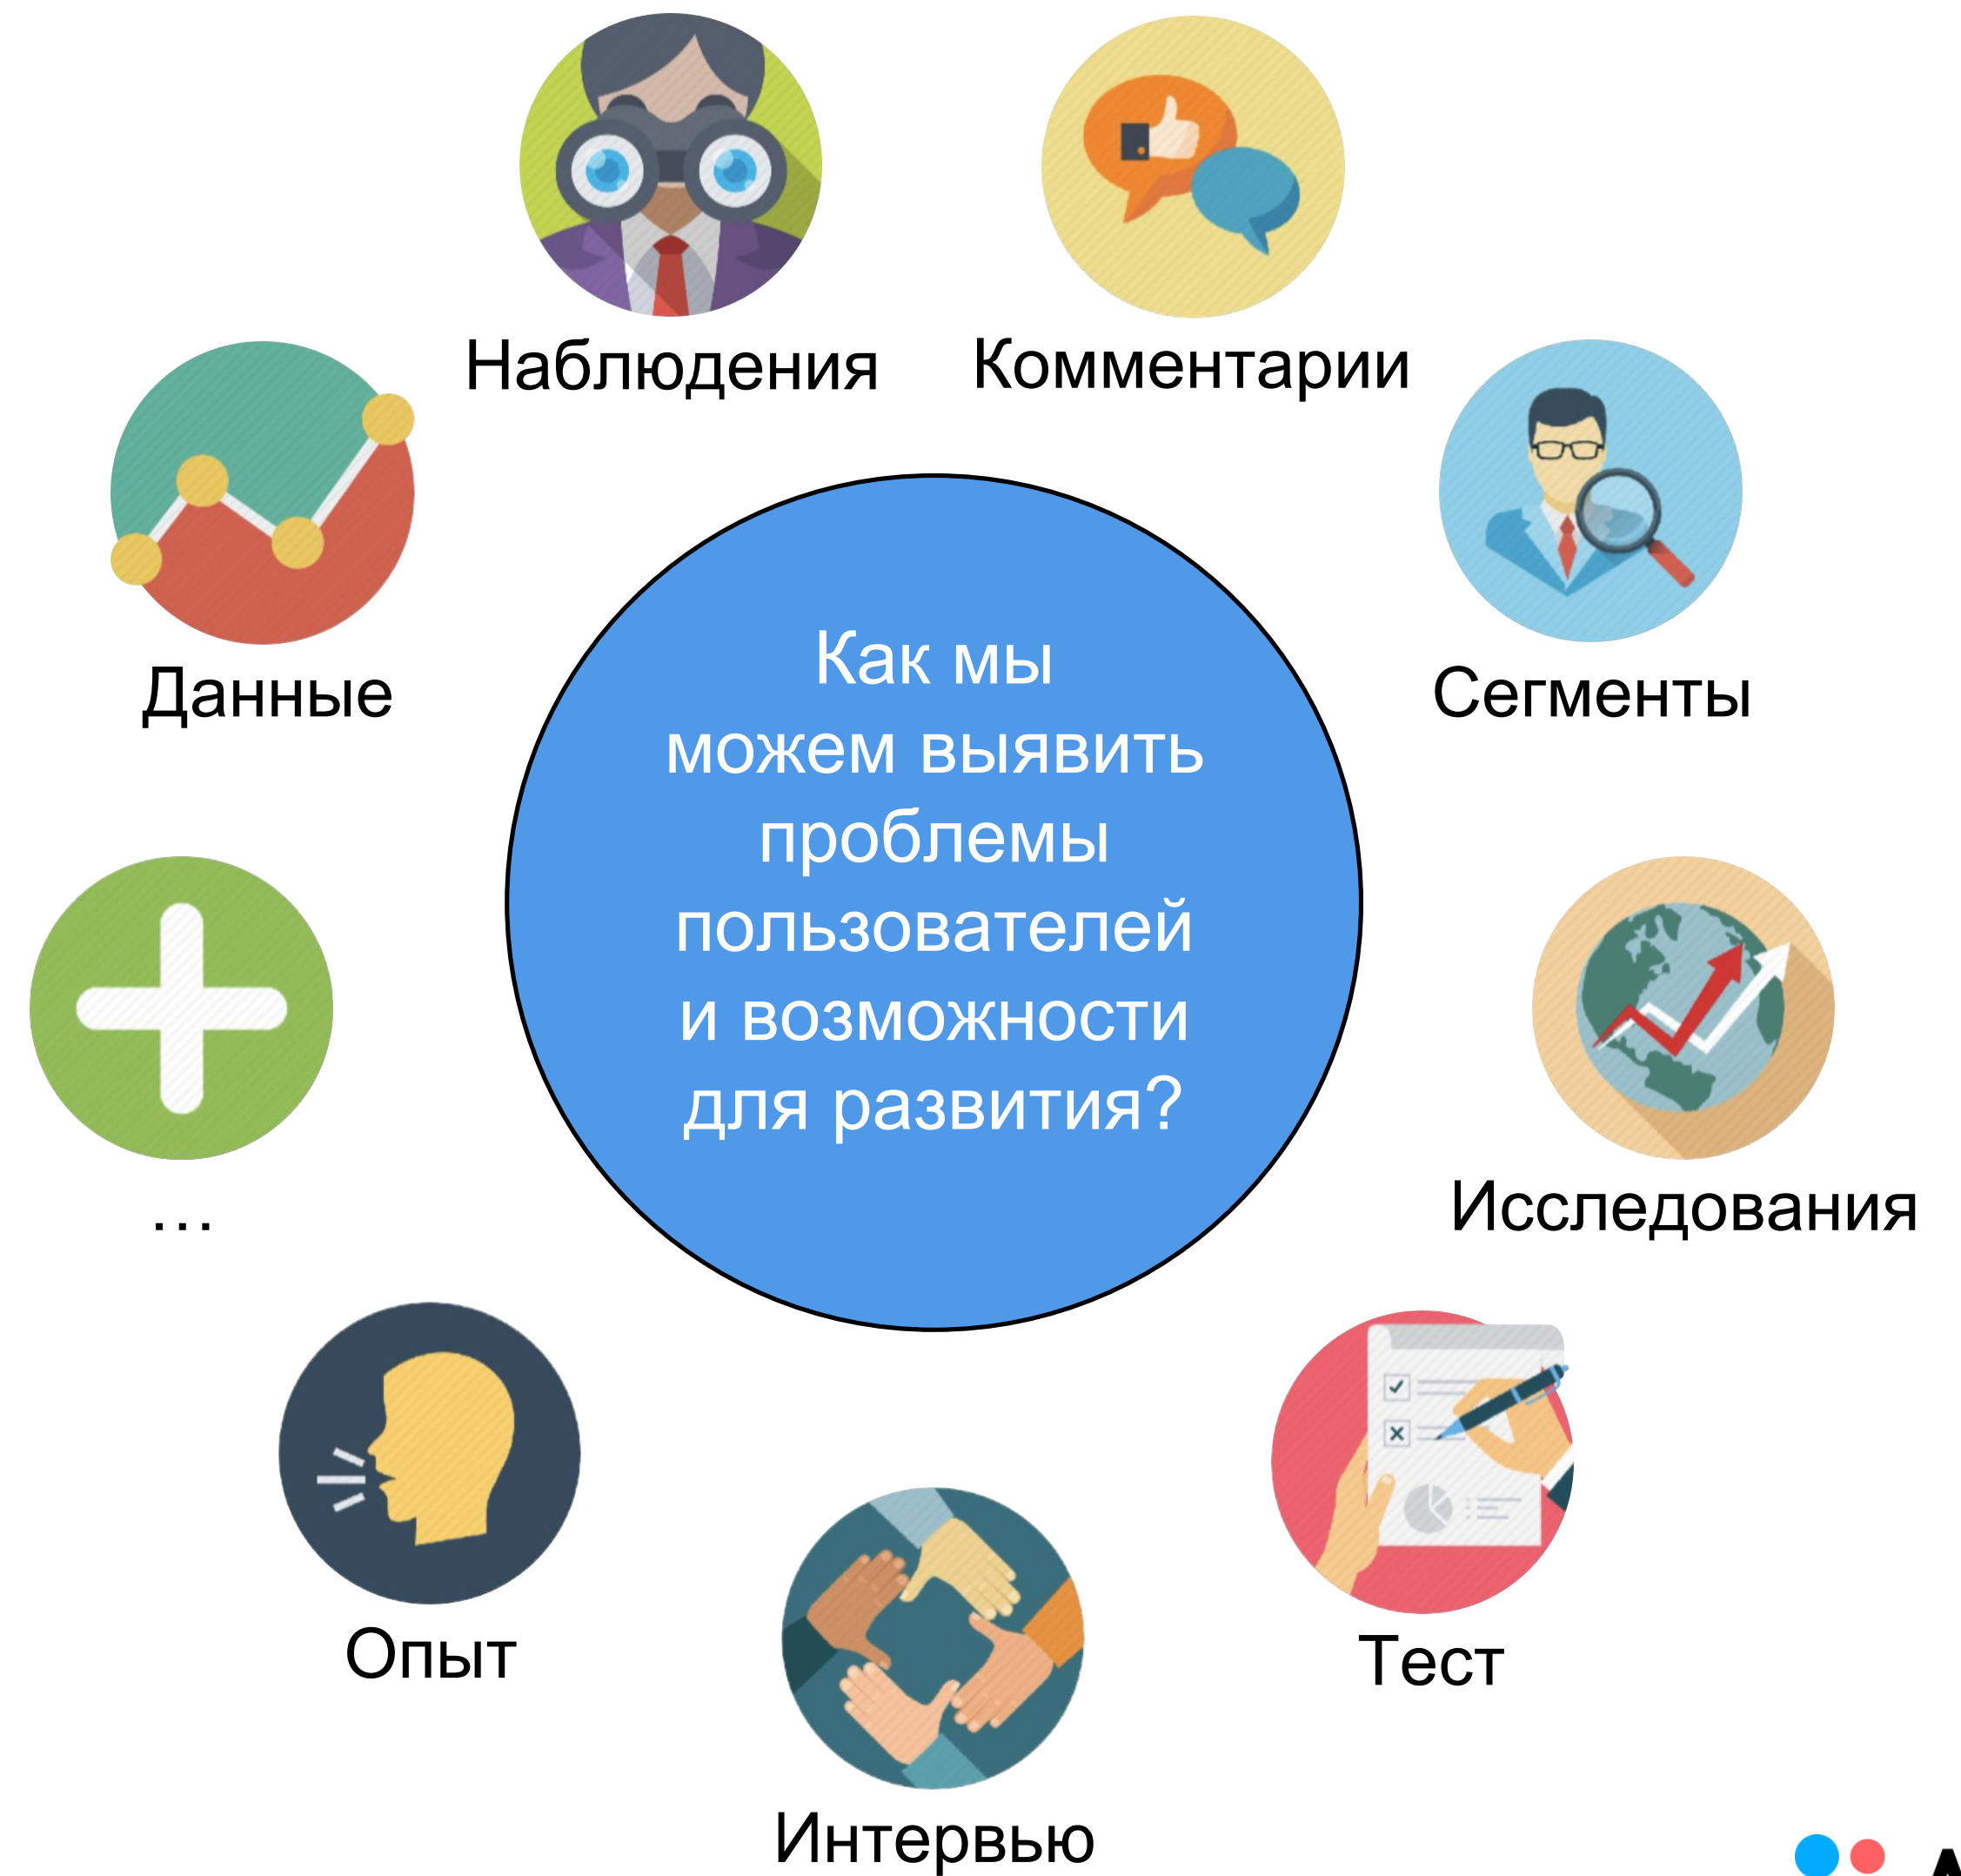 Наблюдения
Комментарии
Данные
Сегменты
Как мы
можем выявить
проблемы
пользователей
и возможности
для развития?
…
Исследования
Опыт
Тест
Интервью